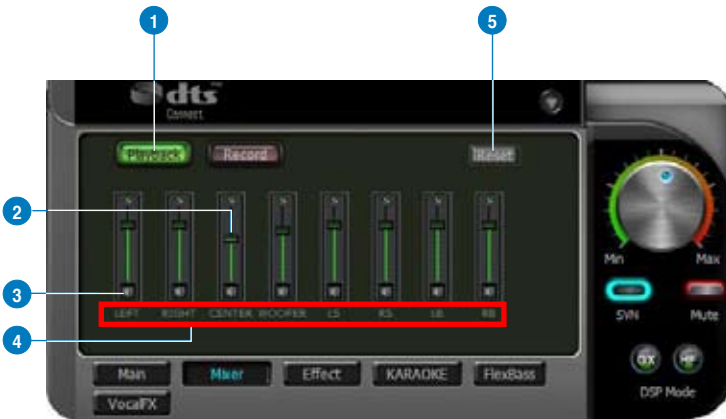 1
5
dts
Connect
Playback Record Reset
2
3
LEFT RIGHT CENTER WOOFER LS RS LB RB
4
Min Max
SVN Mute
Main Mixer Effect KARAOKE FlexBass
VocalFX
GX HF
DSP Mode